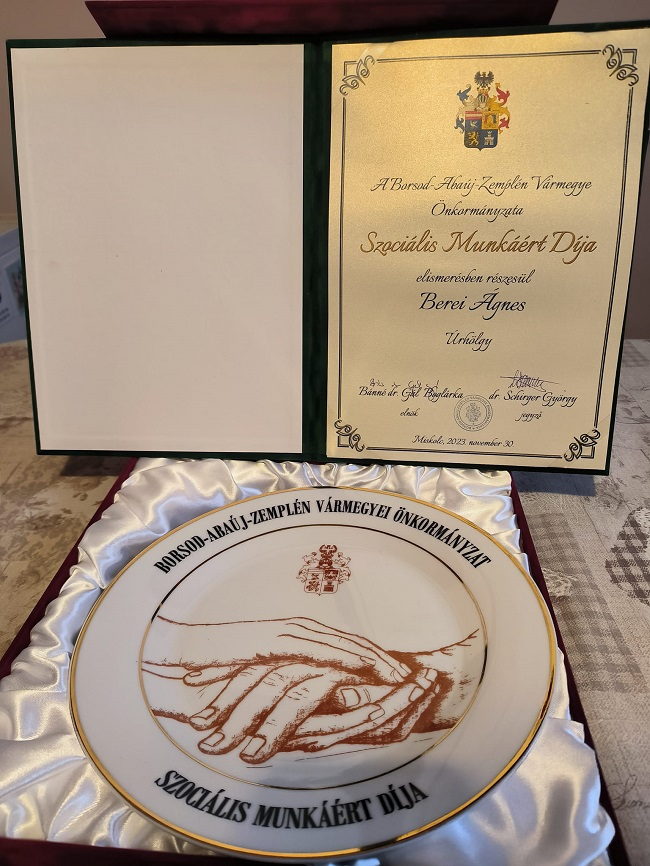 A Borsod-Abaúj-Zemplén Vármegye
Önkormányzata
Szociális Munkáért Díja
elismerésben részesül
Berei Ágnes
Úrhölgy
Bánné dr. Gál Boglárka
elnök
dr. Schirger György
jegyző
Miskolc, 2023. november 30
BORSOD-ABAÚJ-ZEMPLÉN VÁRMEGYEI ÖNKORMÁNYZAT
SZOCIÁLIS MUNKÁÉRT DÍJA